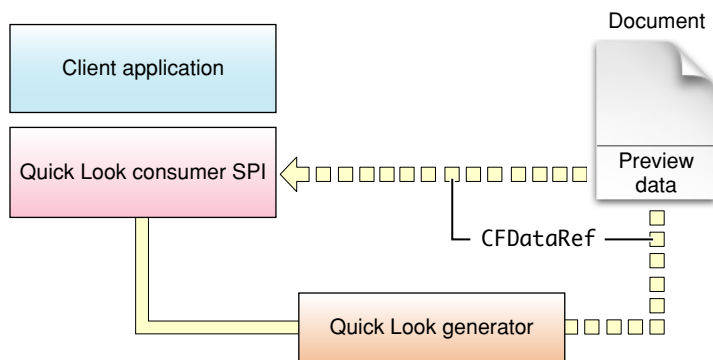 Document
Client application
Quick Look consumer SPI
Preview
data
CFDataRef
Quick Look generator